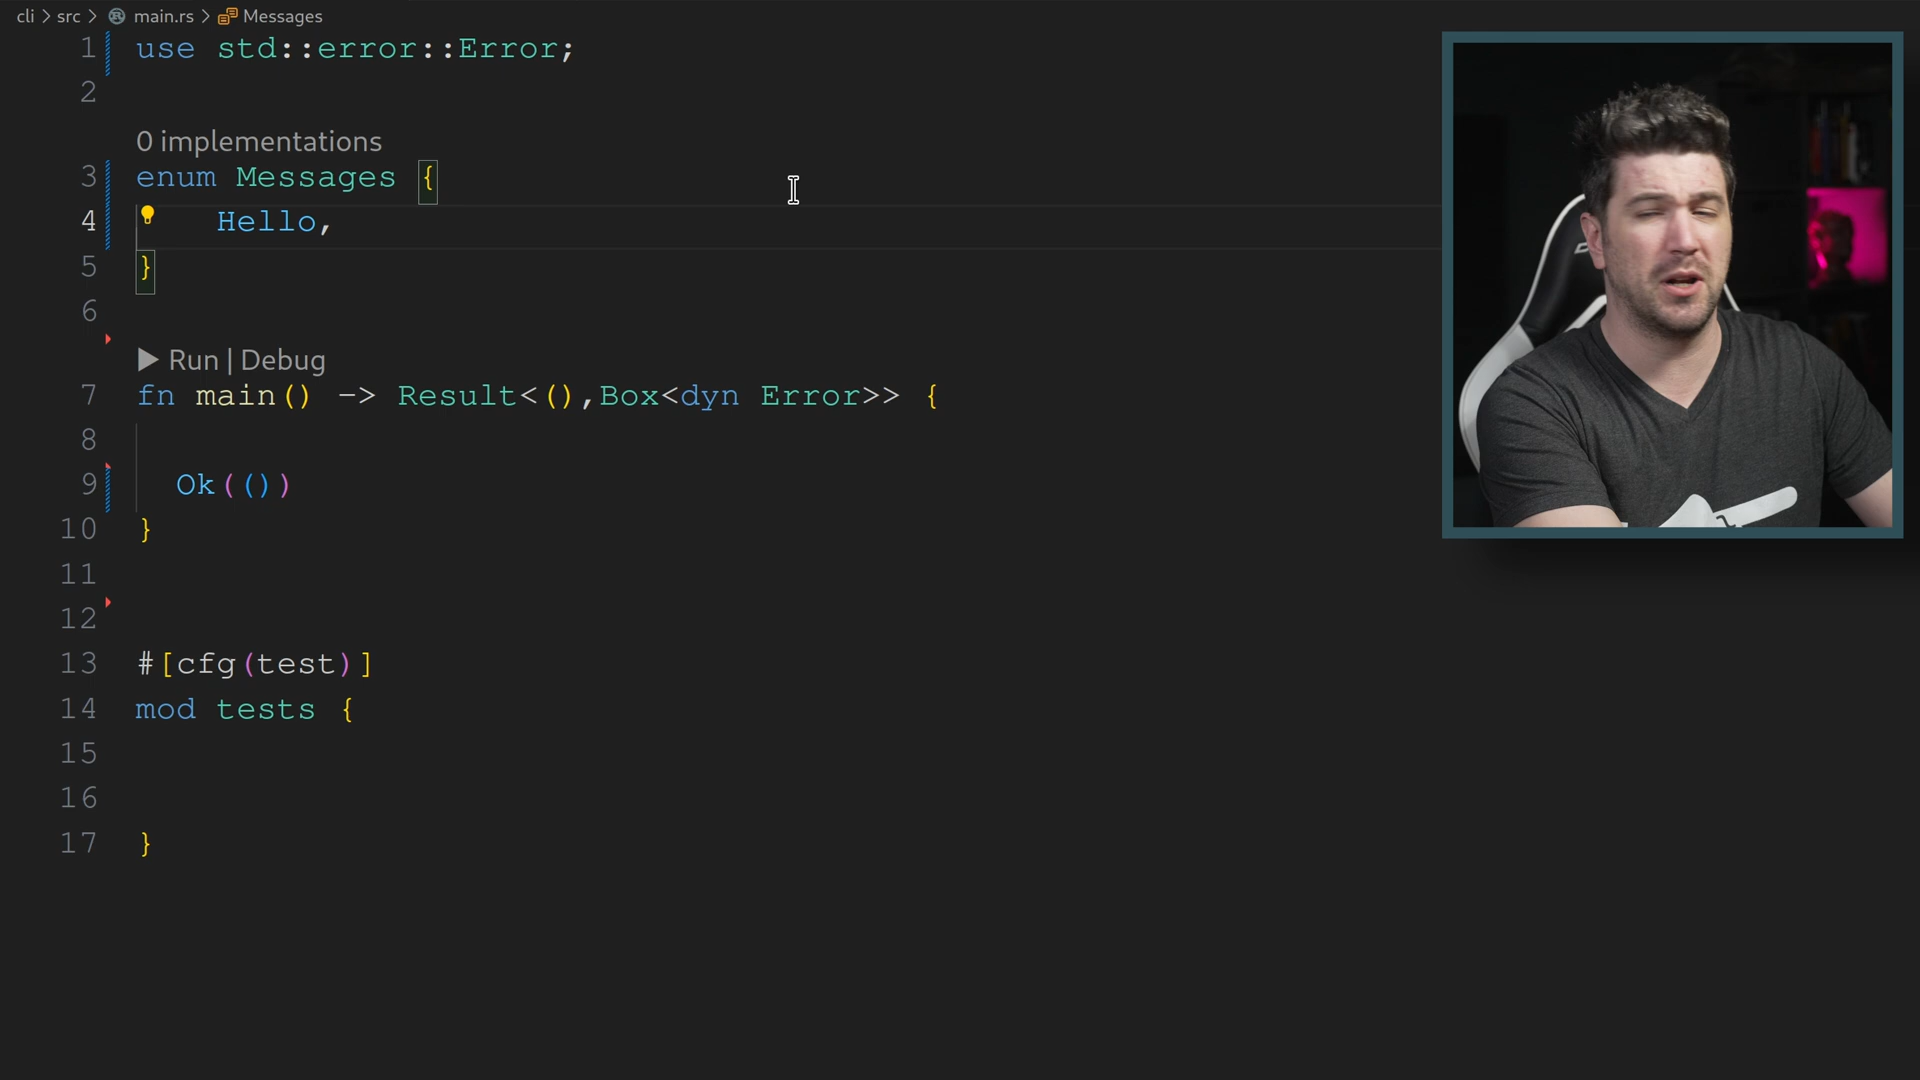 cli > src > main.rs > Messages
1 use std::error::Error;
2
0 implementations
3 enum Messages {
4 Hello,
5 }
6
Run | Debug
7 fn main() -> Result<(),Box<dyn Error>> {
8
9 Ok(())
10 }
11
12
13 #[cfg(test)]
14 mod tests {
15
16
17 }